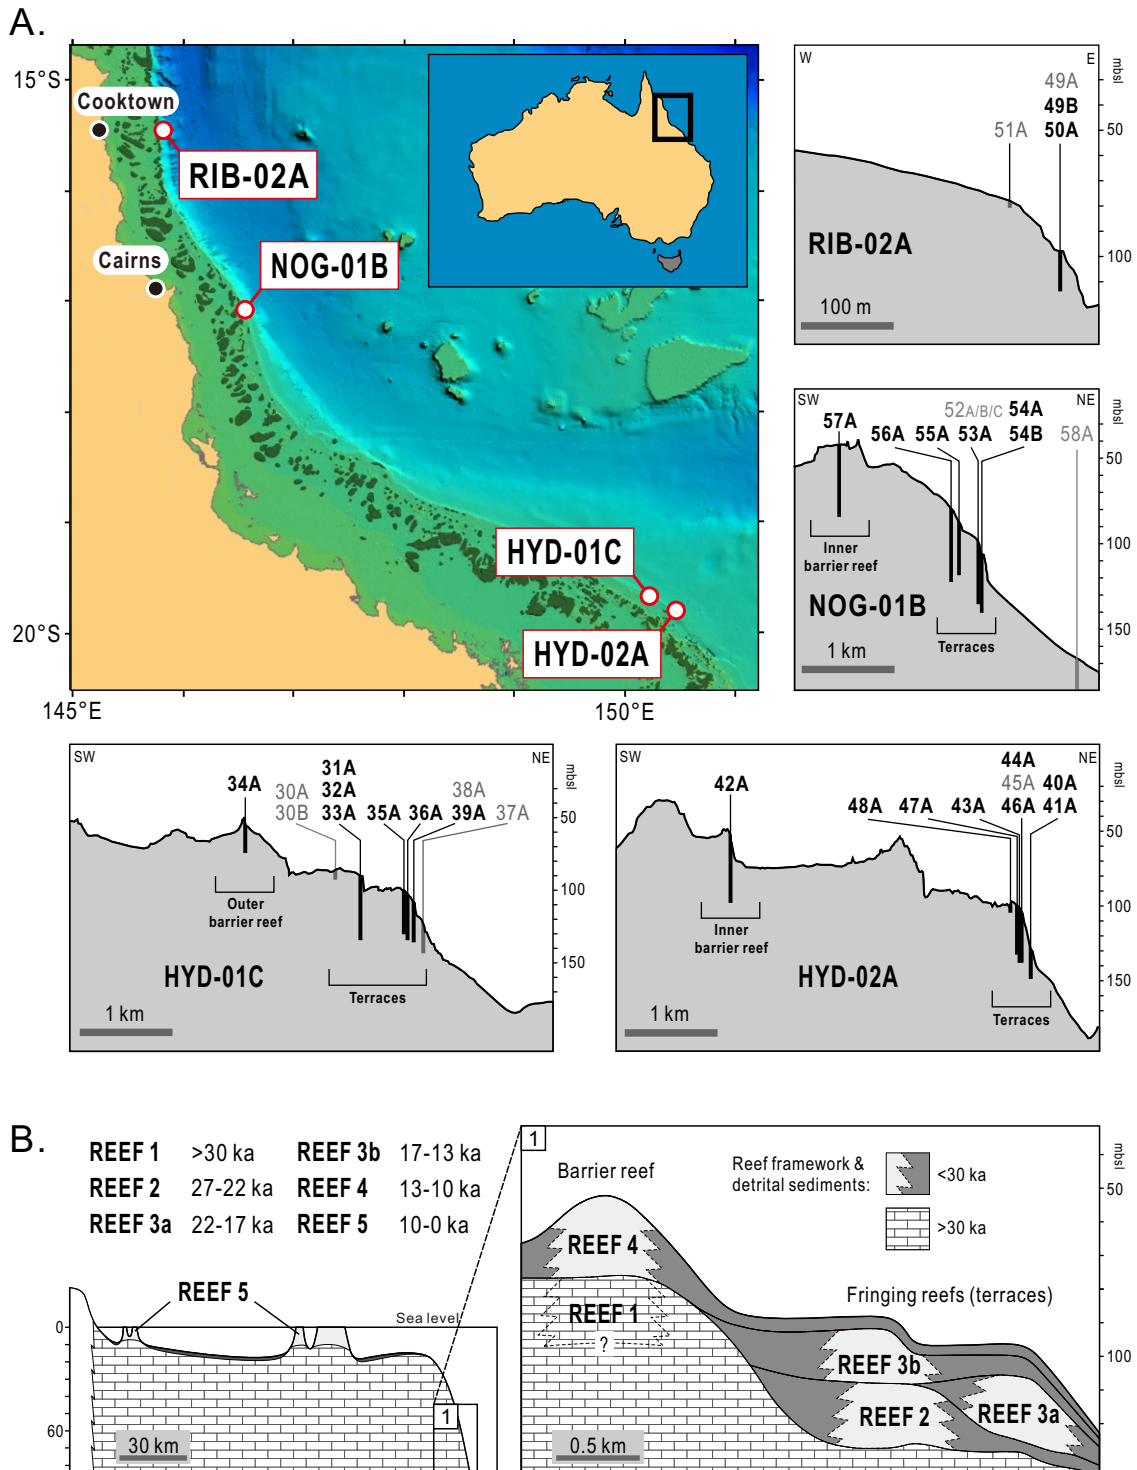 A.
15°S
20°S
145°E
150°E
Cooktown
Cairns
RIB-02A
NOG-01B
HYD-01C
HYD-02A
W
E
mbsl
49A
49B
51A
50A
50
100
RIB-02A
100 m
SW
NE
mbsl
52A/B/C 54A
57A
56A 55A 53A 54B
58A
50
100
150
Inner
barrier reef
NOG-01B
Terraces
1 km
SW
NE
mbsl
31A
34A
30A
32A
38A
30B
33A
35A 36A 39A 37A
50
100
150
Outer
barrier reef
HYD-01C
Terraces
1 km
SW
NE
mbsl
44A
42A
45A 40A
48A 47A 43A 46A 41A
50
100
150
Inner
barrier reef
HYD-02A
Terraces
1 km
B.
REEF 1 >30 ka
REEF 3b 17-13 ka
REEF 2 27-22 ka
REEF 4 13-10 ka
REEF 3a 22-17 ka
REEF 5 10-0 ka
REEF 5
Sea level
0
60
30 km
1
1
mbsl
Barrier reef
Reef framework &
detrital sediments:
<30 ka
>30 ka
50
100
REEF 4
REEF 1
?
Fringing reefs (terraces)
REEF 3b
REEF 2
REEF 3a
0.5 km